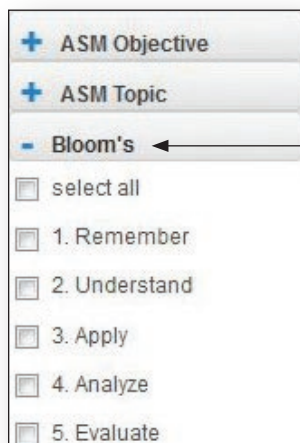 + ASM Objective
+ ASM Topic
- Bloom's
select all
1. Remember
2. Understand
3. Apply
4. Analyze
5. Evaluate